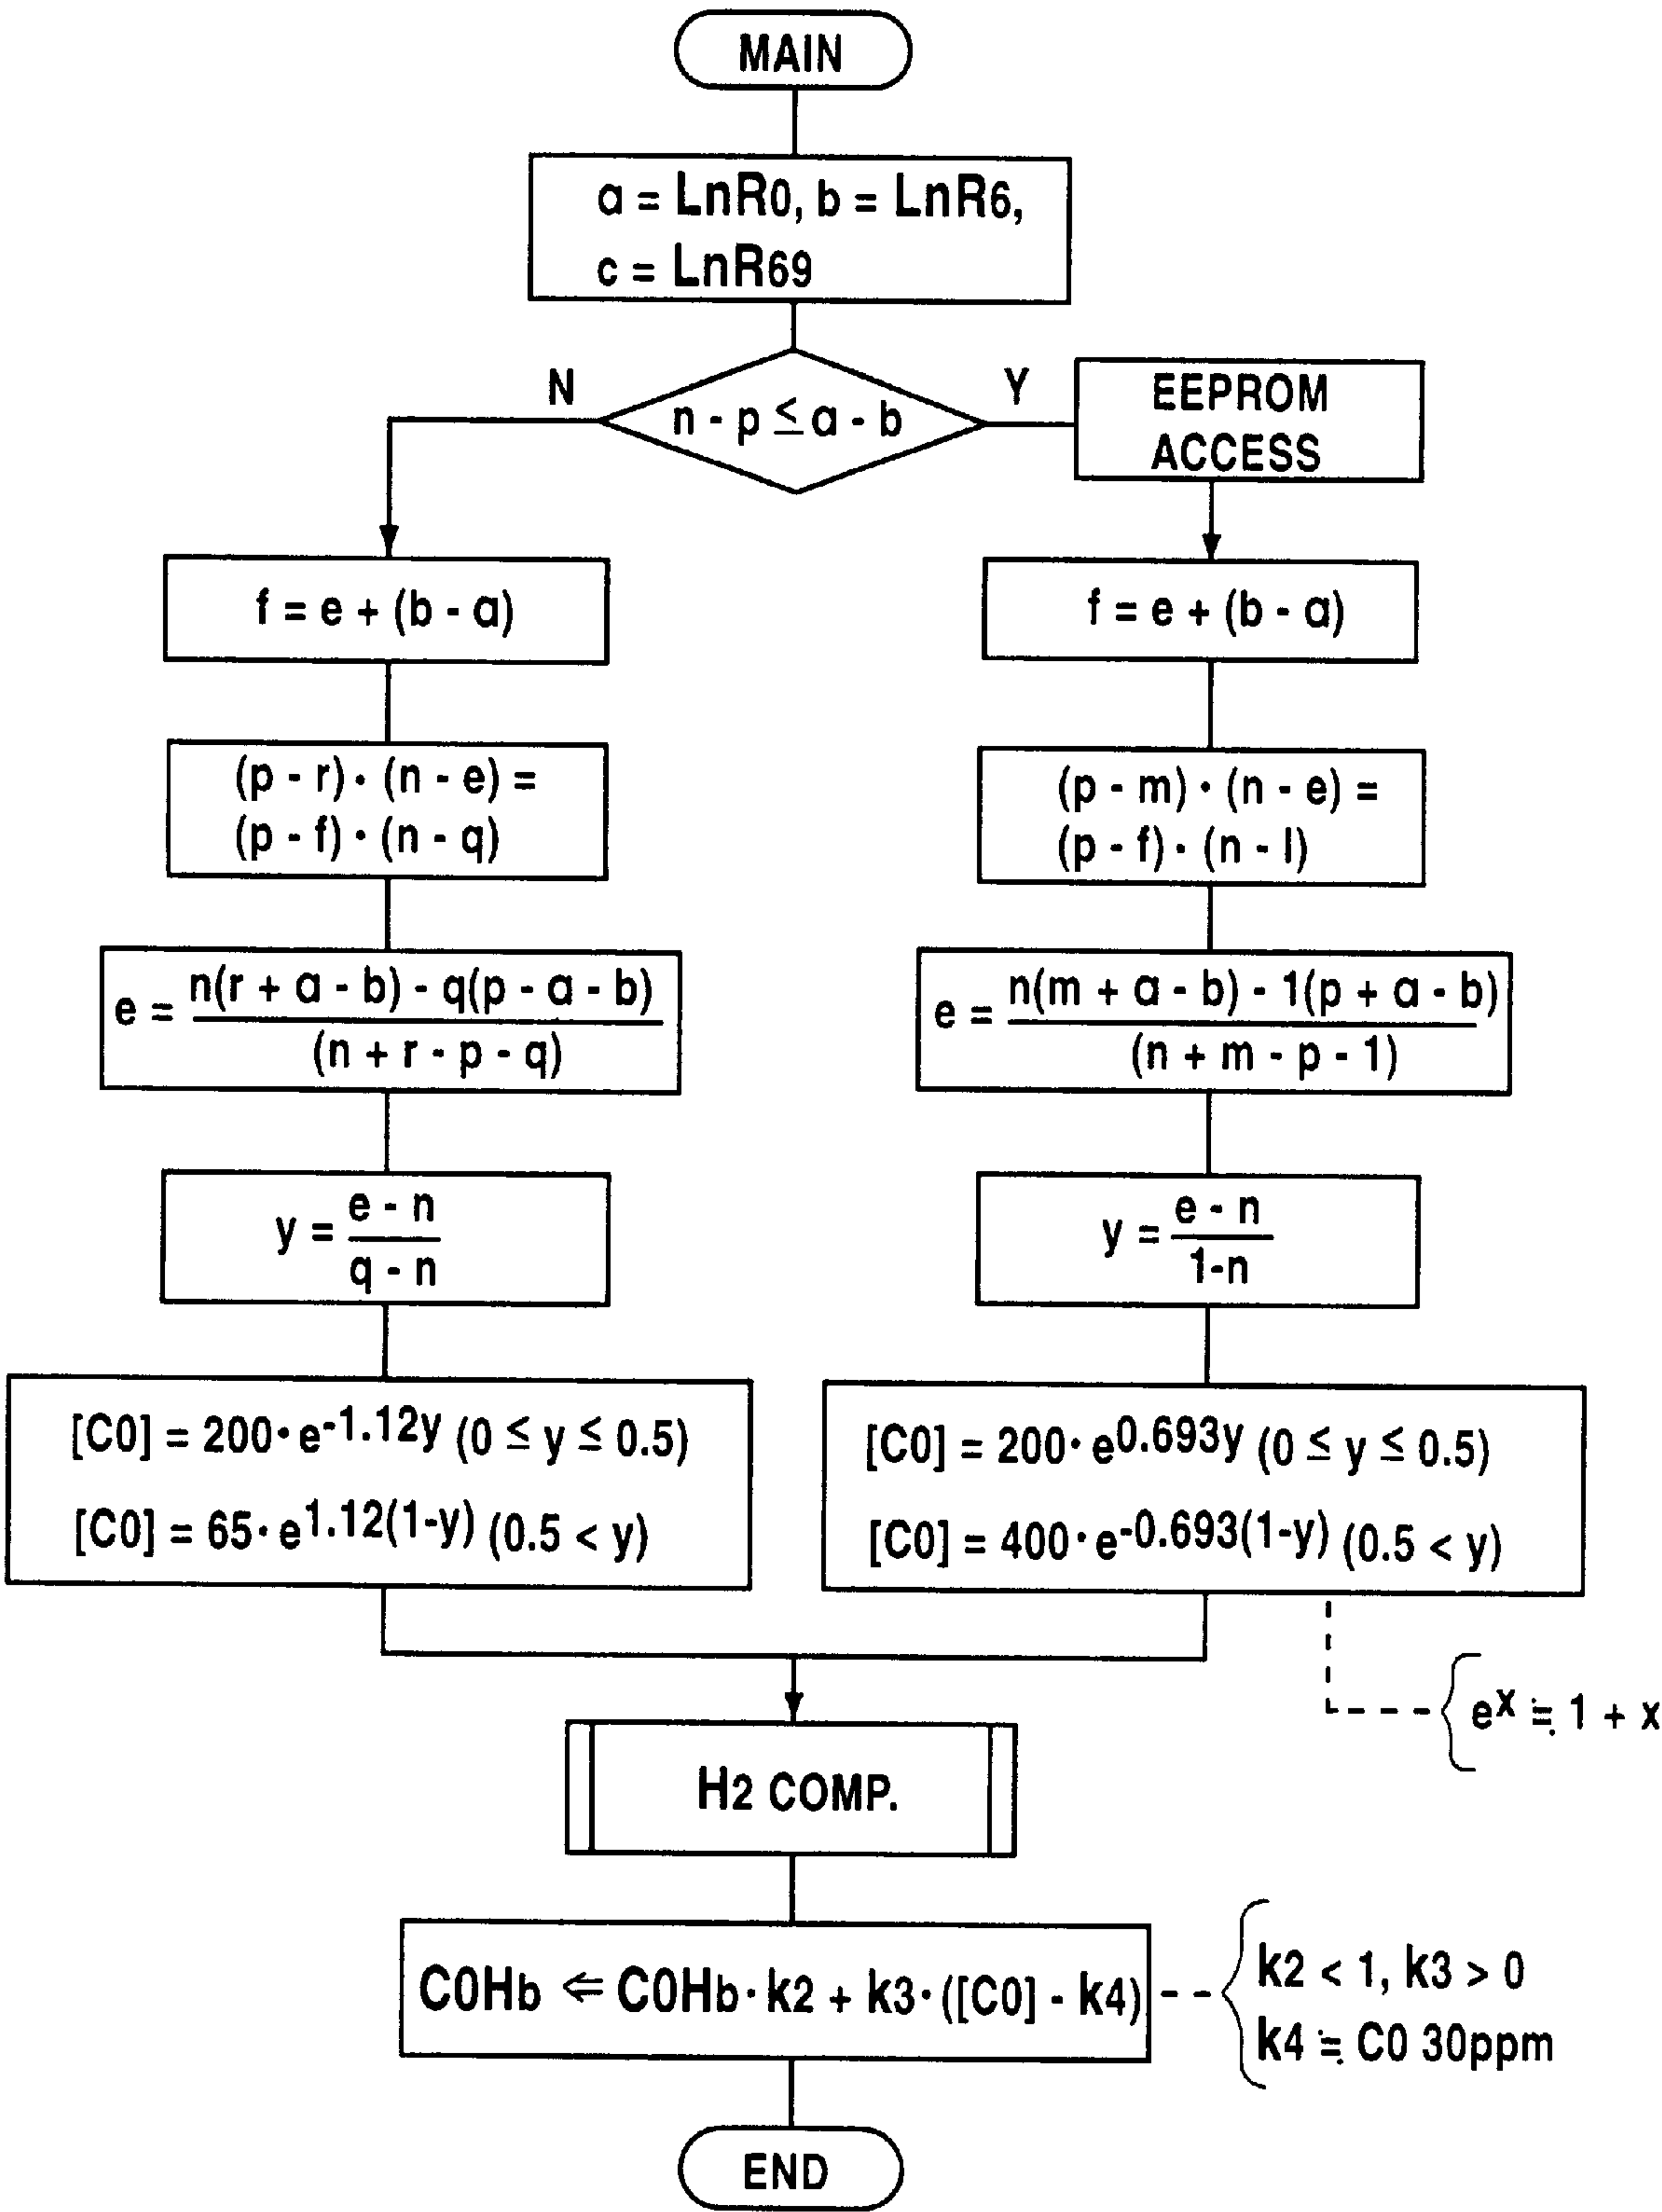 MAIN
a = LnR0, b = LnR6,
c = LnR69
n - p ≤ a - b
N
Y
EEPROM
ACCESS
f = e + (b - a)
(p - r) · (n - e) =
(p - f) · (n - q)
e = n(r + a - b) - q(p - a - b)
(n + r - p - q)
y = e - n
q - n
[C0] = 200 · e-1.12y (0 ≤ y ≤ 0.5)
[C0] = 65 · e1.12(1-y) (0.5 < y)
f = e + (b - a)
(p - m) · (n - e) =
(p - f) · (n - l)
e = n(m + a - b) - 1(p + a - b)
(n + m - p - 1)
y = e - n
1-n
[C0] = 200 · e0.693y (0 ≤ y ≤ 0.5)
[C0] = 400 · e-0.693(1-y) (0.5 < y)
ex ≒ 1 + x
H2 COMP.
C0Hb ⇐ C0Hb · k2 + k3 · ([C0] - k4)
k2 < 1, k3 > 0
k4 ≒ C0 30ppm
END